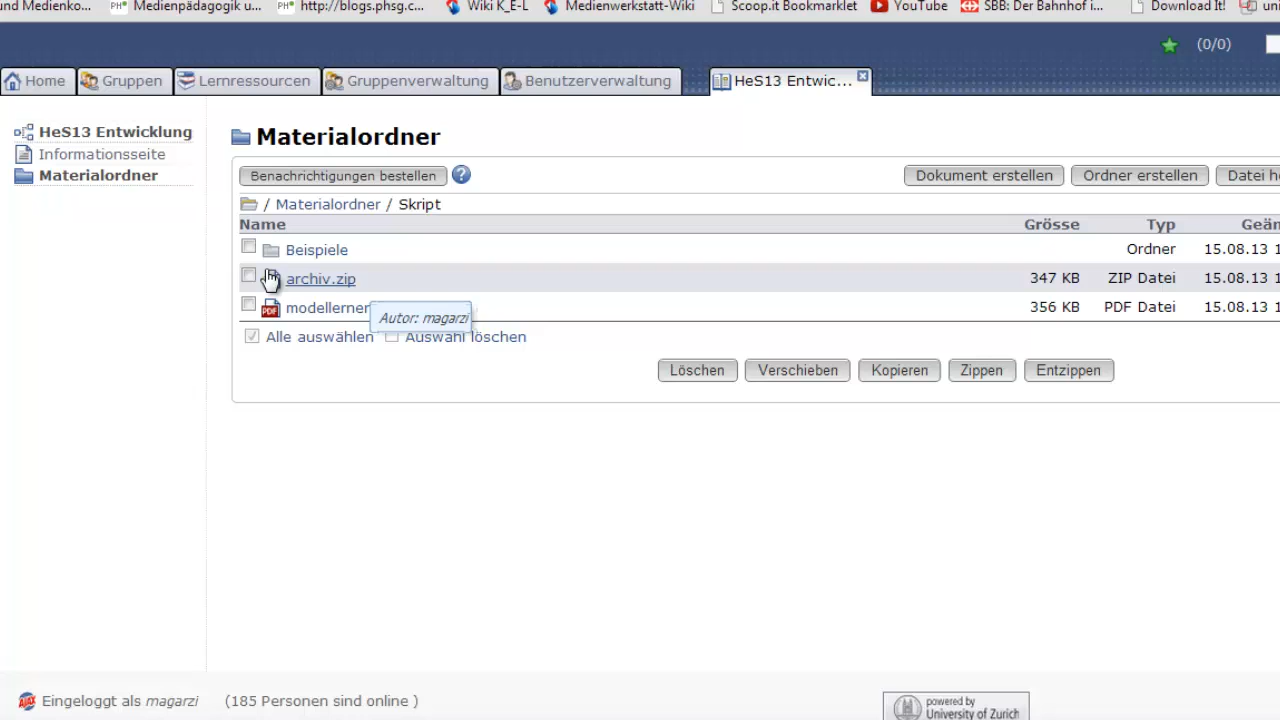 und Medienko... Medienpädagogik u... http://blogs.phsg.c... Wiki K_E-L Medienwerkstatt-Wiki Scoop.it Bookmarklet YouTube SBB: Der Bahnhof i... Download It! uni
(0/0)
Home Gruppen Lernressourcen Gruppenverwaltung Benutzerverwaltung HeS13 Entwic...
HeS13 Entwicklung
Informationsseite
Materialordner
Materialordner
Benachrichtigungen bestellen ? Dokument erstellen Ordner erstellen Datei h
/ Materialordner / Skript
Name Grösse Typ Geän
Beispiele Ordner 15.08.13 1
archiv.zip 347 KB ZIP Datei 15.08.13 1
PDF modellerner 356 KB PDF Datei 15.08.13 1
Autor: magarzi
Alle auswählen Auswahl löschen
Löschen Verschieben Kopieren Zippen Entzippen
AJAX Eingeloggt als magarzi (185 Personen sind online )
powered by
University of Zurich